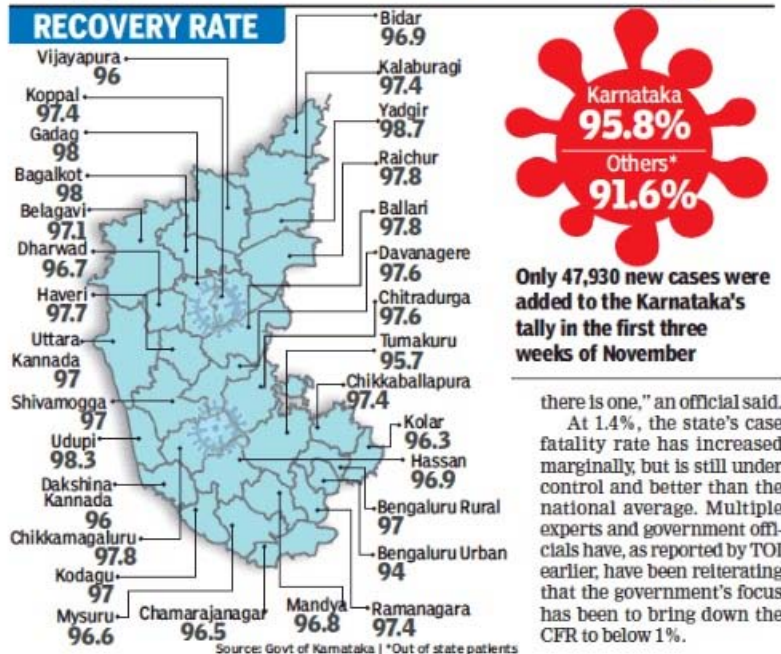 RECOVERY RATE
Vijayapura
96
Koppal
97.4
Gadag
98
Bagalkot
98
Belagavi
97.1
Dharwad
96.7
Haveri
97.7
Uttara
Kannada
97
Shivamogga
97
Udupi
98.3
Dakshina
Kannada
96
Chikkamagaluru
97.8
Kodagu
97
Mysuru
96.6
Chamarajanagar
96.5
Mandya
96.8
Bidar
96.9
Kalaburagi
97.4
Yadgir
98.7
Raichur
97.8
Ballari
97.8
Davanagere
97.6
Chitradurga
97.6
Tumakuru
95.7
Chikkaballapura
97.4
Kolar
96.3
Hassan
96.9
Bengaluru Rural
97
Bengaluru Urban
94
Ramanagara
97.4
Source: Govt of Karnataka | *Out of state patients
Karnataka
95.8%
Others*
91.6%
Only 47,930 new cases were
added to the Karnataka's
tally in the first three
weeks of November
there is one,” an official said.
At 1.4%, the state's case
fatality rate has increased
marginally, but is still under
control and better than the
national average. Multiple
experts and government offi-
cials have, as reported by TOI
earlier, have been reiterating
that the government's focus
has been to bring down the
CFR to below 1%.